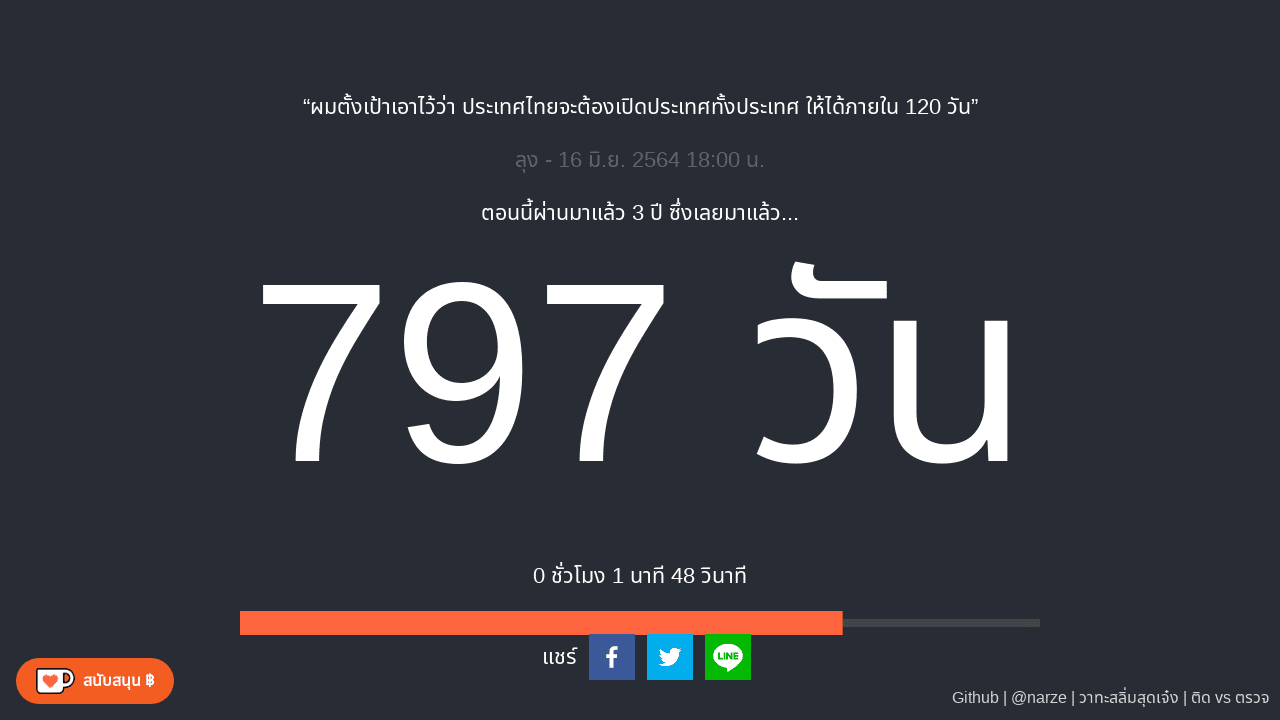 “ผมตั้งเป้าเอาไว้ว่า ประเทศไทยจะต้องเปิดประเทศทั้งประเทศ ให้ได้ภายใน 120 วัน”
ลุง - 16 มิ.ย. 2564 18:00 น.
ตอนนี้ผ่านมาแล้ว 3 ปี ซึ่งเลยมาแล้ว...
797 วัน
0 ชั่วโมง 1 นาที 48 วินาที
แชร์
LINE
สนับสนุน ฿
Github | @narze | วาทะสลิ่มสุดเจ๋ง | ติด vs ตรวจ